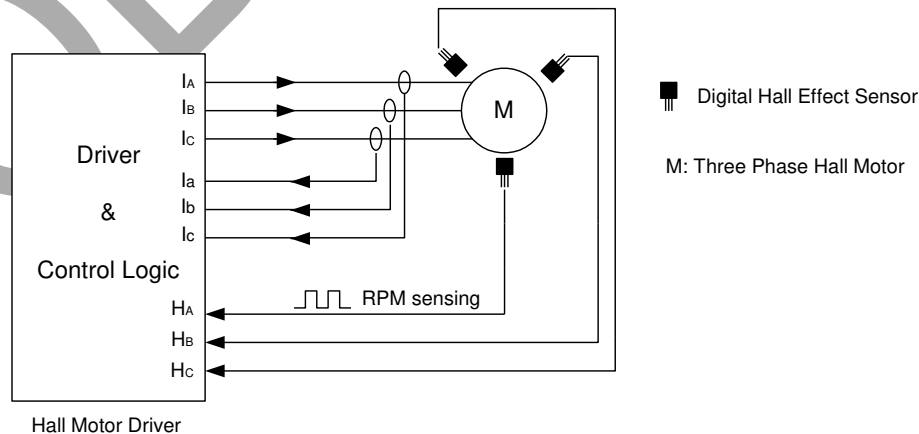 IA
IB
IC
Driver
&
Control Logic
Ia
Ib
Ic
HA
HB
HC
RPM sensing
M
Digital Hall Effect Sensor
M: Three Phase Hall Motor
Hall Motor Driver